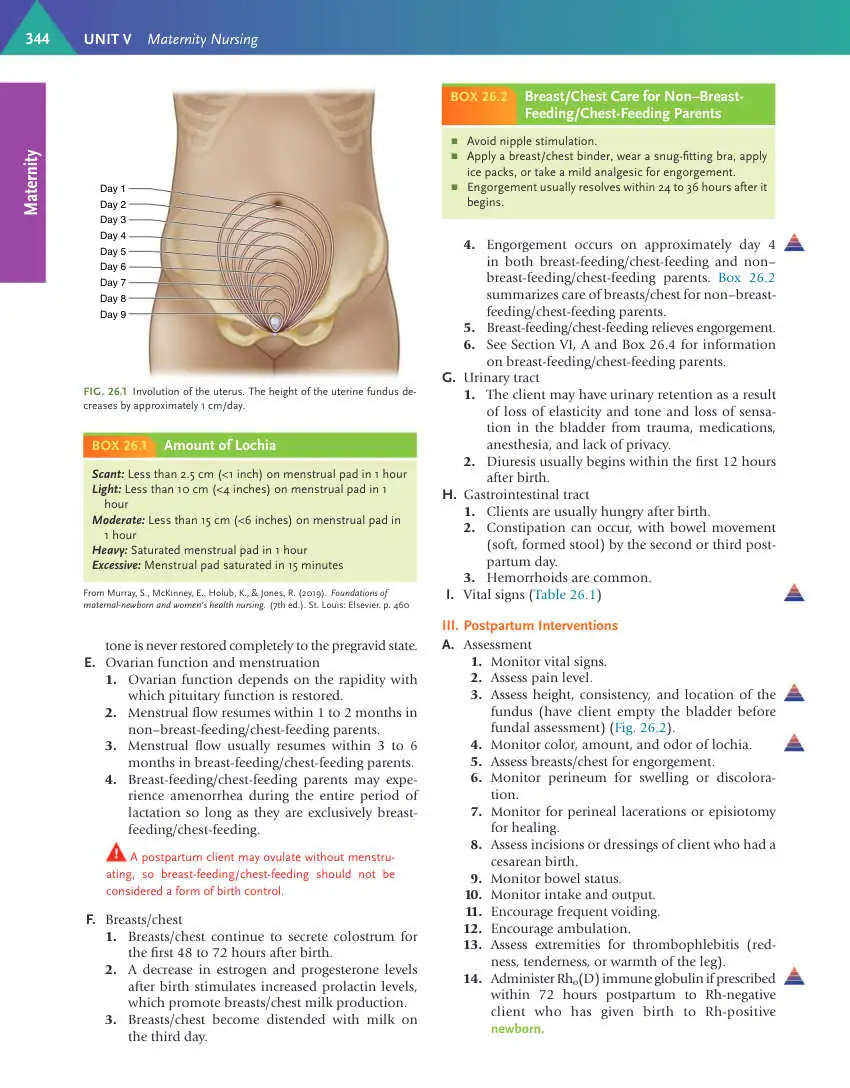 344 UNIT V Maternity Nursing
Maternity
Day 1
Day 2
Day 3
Day 4
Day 5
Day 6
Day 7
Day 8
Day 9
FIG. 26.1 Involution of the uterus. The height of the uterine fundus de-
creases by approximately 1 cm/day.
BOX 26.1 Amount of Lochia
Scant: Less than 2.5 cm (<1 inch) on menstrual pad in 1 hour
Light: Less than 10 cm (<4 inches) on menstrual pad in 1
hour
Moderate: Less than 15 cm (<6 inches) on menstrual pad in
1 hour
Heavy: Saturated menstrual pad in 1 hour
Excessive: Menstrual pad saturated in 15 minutes
From Murray, S., McKinney, E., Holub, K., & Jones, R. (2019). Foundations of
maternal-newborn and women's health nursing. (7th ed.). St. Louis: Elsevier. p. 460
tone is never restored completely to the pregravid state.
E. Ovarian function and menstruation
1. Ovarian function depends on the rapidity with
which pituitary function is restored.
2. Menstrual flow resumes within 1 to 2 months in
non–breast-feeding/chest-feeding parents.
3. Menstrual flow usually resumes within 3 to 6
months in breast-feeding/chest-feeding parents.
4. Breast-feeding/chest-feeding parents may expe-
rience amenorrhea during the entire period of
lactation so long as they are exclusively breast-
feeding/chest-feeding.
A postpartum client may ovulate without menstru-
ating, so breast-feeding/chest-feeding should not be
considered a form of birth control.
F. Breasts/chest
1. Breasts/chest continue to secrete colostrum for
the first 48 to 72 hours after birth.
2. A decrease in estrogen and progesterone levels
after birth stimulates increased prolactin levels,
which promote breasts/chest milk production.
3. Breasts/chest become distended with milk on
the third day.
BOX 26.2 Breast/Chest Care for Non–Breast-
Feeding/Chest-Feeding Parents
■ Avoid nipple stimulation.
■ Apply a breast/chest binder, wear a snug-fitting bra, apply
ice packs, or take a mild analgesic for engorgement.
■ Engorgement usually resolves within 24 to 36 hours after it
begins.
4. Engorgement occurs on approximately day 4
in both breast-feeding/chest-feeding and non–
breast-feeding/chest-feeding parents. Box 26.2
summarizes care of breasts/chest for non–breast-
feeding/chest-feeding parents.
5. Breast-feeding/chest-feeding relieves engorgement.
6. See Section VI, A and Box 26.4 for information
on breast-feeding/chest-feeding parents.
G. Urinary tract
1. The client may have urinary retention as a result
of loss of elasticity and tone and loss of sensa-
tion in the bladder from trauma, medications,
anesthesia, and lack of privacy.
2. Diuresis usually begins within the first 12 hours
after birth.
H. Gastrointestinal tract
1. Clients are usually hungry after birth.
2. Constipation can occur, with bowel movement
(soft, formed stool) by the second or third post-
partum day.
3. Hemorrhoids are common.
I. Vital signs (Table 26.1)
III. Postpartum Interventions
A. Assessment
1. Monitor vital signs.
2. Assess pain level.
3. Assess height, consistency, and location of the
fundus (have client empty the bladder before
fundal assessment) (Fig. 26.2).
4. Monitor color, amount, and odor of lochia.
5. Assess breasts/chest for engorgement.
6. Monitor perineum for swelling or discolora-
tion.
7. Monitor for perineal lacerations or episiotomy
for healing.
8. Assess incisions or dressings of client who had a
cesarean birth.
9. Monitor bowel status.
10. Monitor intake and output.
11. Encourage frequent voiding.
12. Encourage ambulation.
13. Assess extremities for thrombophlebitis (red-
ness, tenderness, or warmth of the leg).
14. Administer Rho(D) immune globulin if prescribed
within 72 hours postpartum to Rh-negative
client who has given birth to Rh-positive
newborn.